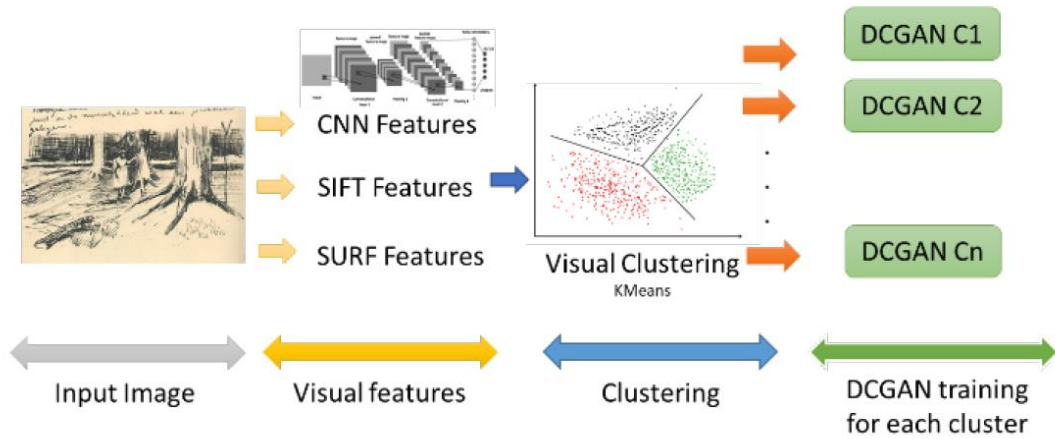 DCGAN C1
DCGAN C2
CNN Features
SIFT Features
SURF Features
DCGAN Cn
Visual Clustering
KMeans
Input Image
Visual features
Clustering
DCGAN training
for each cluster